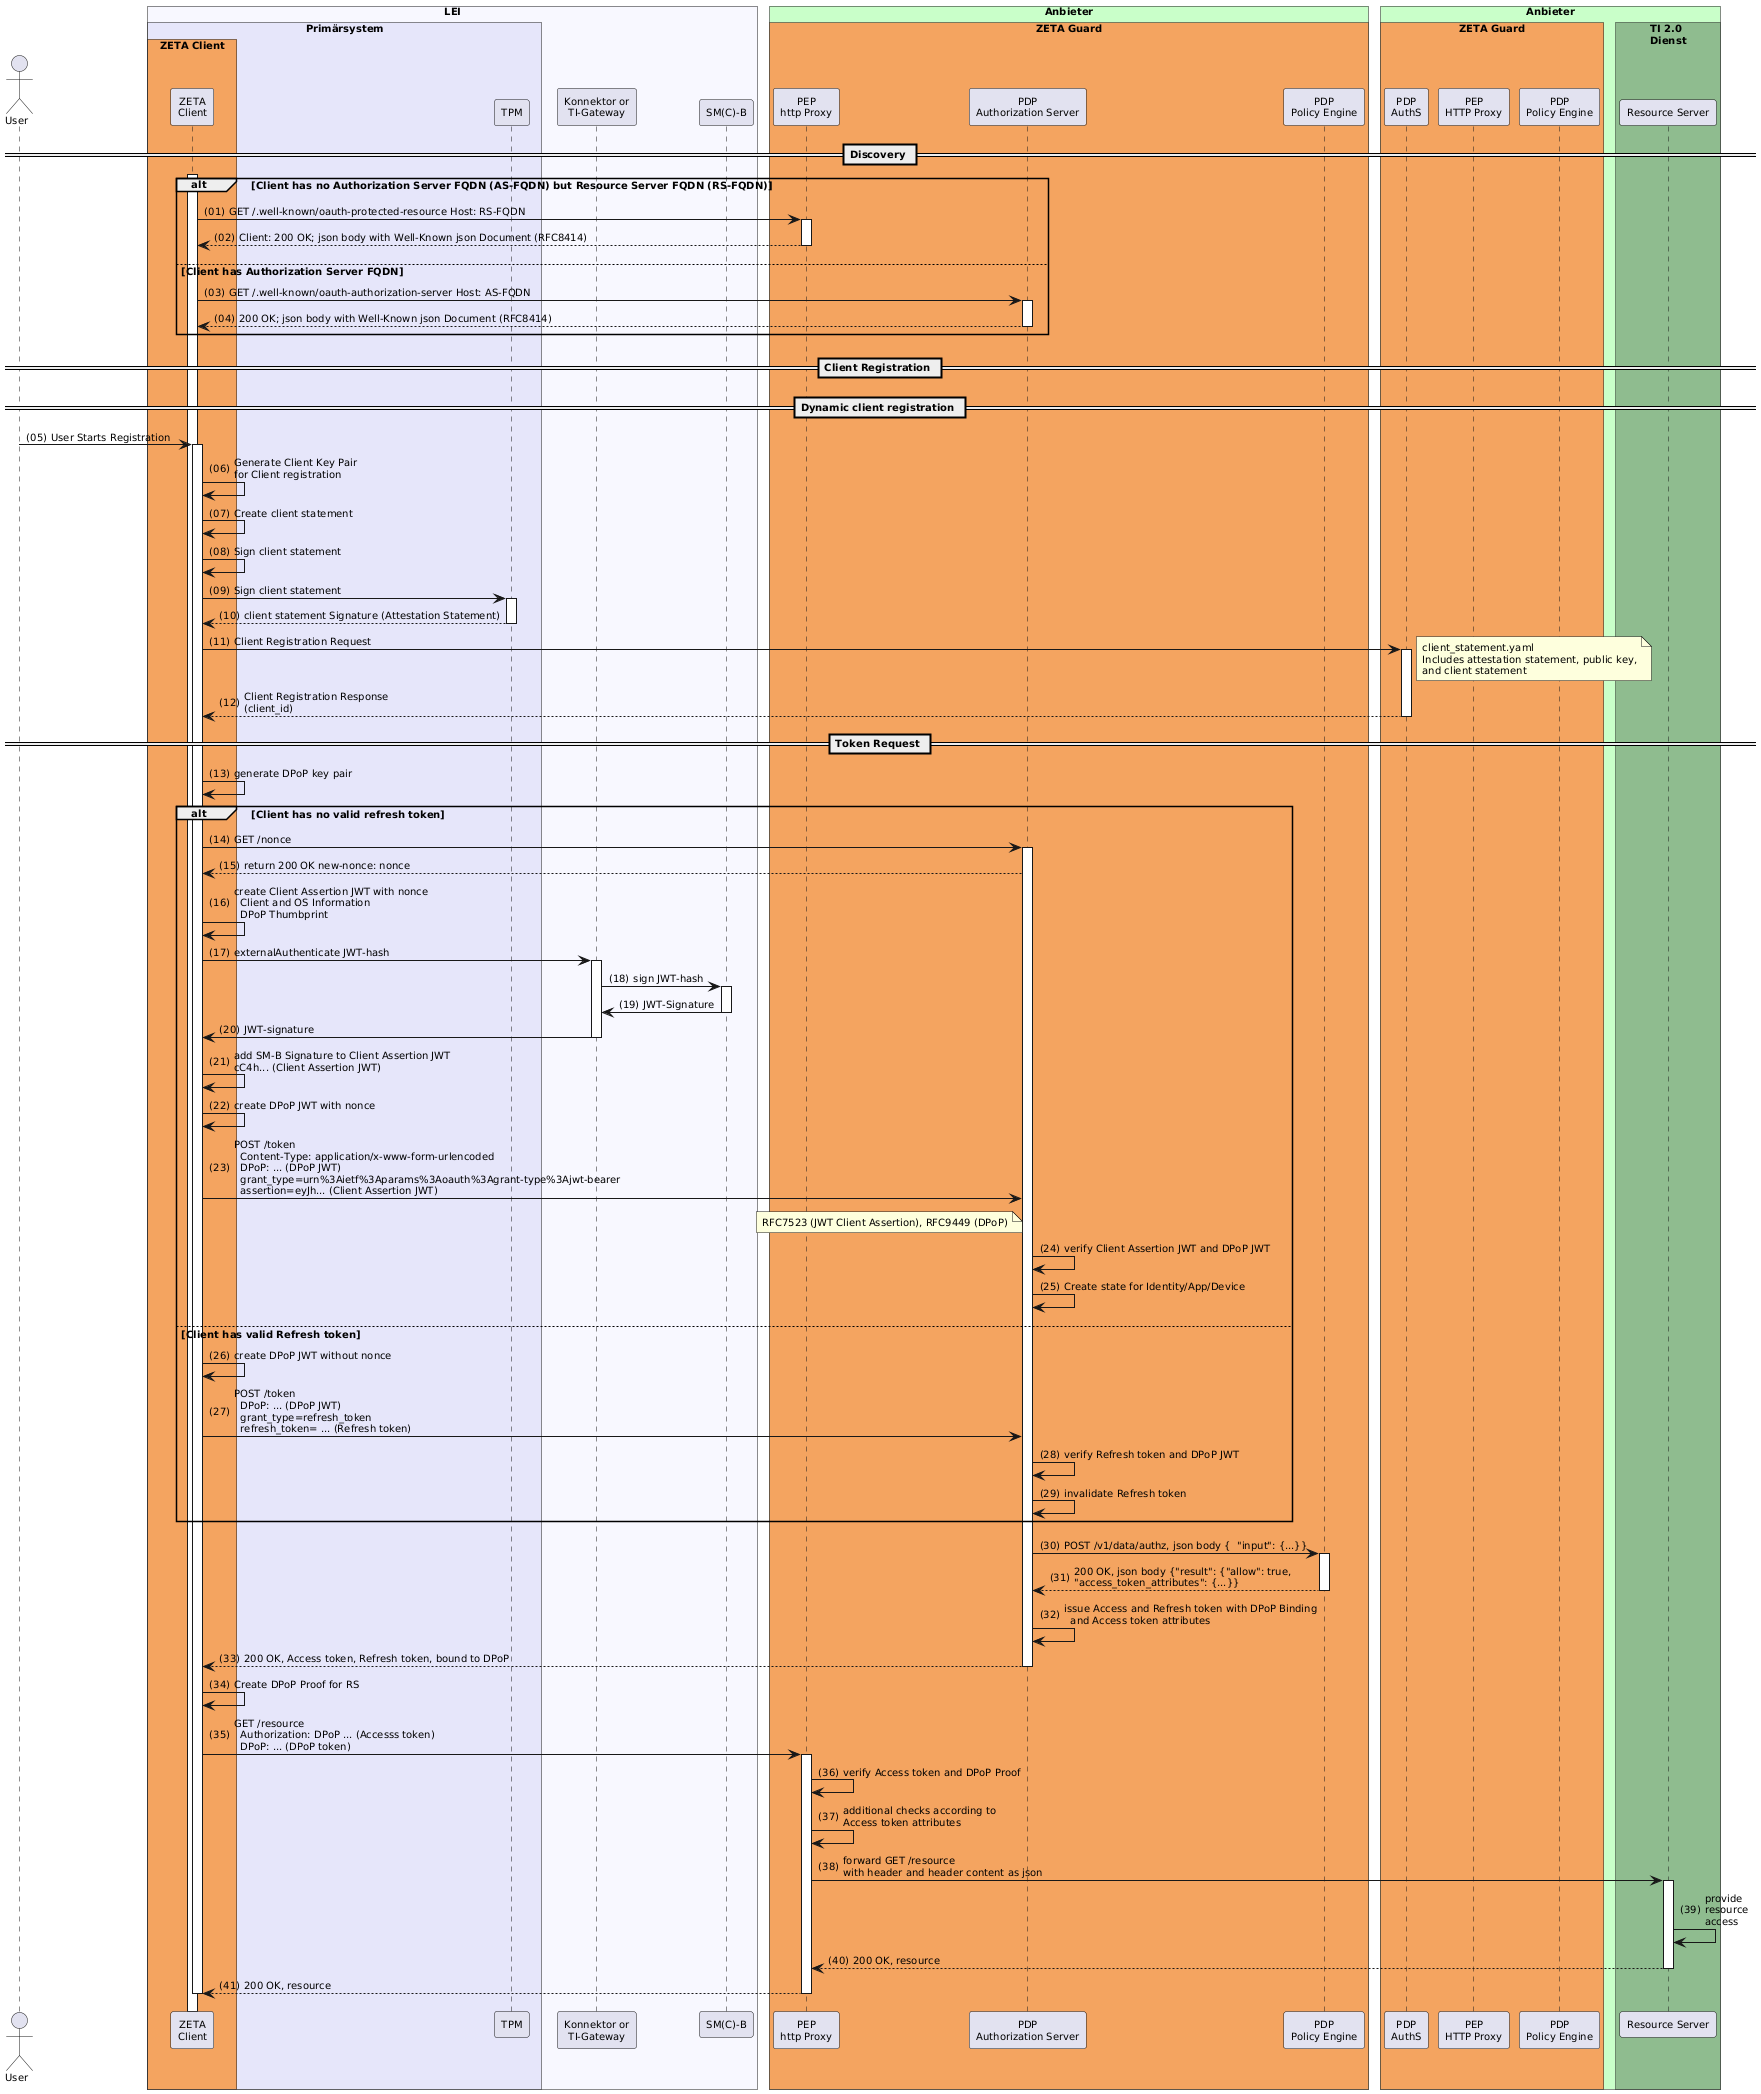 LEI
Anbieter
Anbieter
Primärsystem
ZETA Guard
ZETA Guard
TI 2.0
Dienst
ZETA Client
User
ZETA
Client
TPM
Konnektor or
TI-Gateway
SM(C)-B
PEP
http Proxy
PDP
Authorization Server
PDP
Policy Engine
PDP
AuthS
PEP
HTTP Proxy
PDP
Policy Engine
Resource Server
Discovery
alt [Client has no Authorization Server FQDN (AS-FQDN) but Resource Server FQDN (RS-FQDN)]
(01) GET /.well-known/oauth-protected-resource Host: RS-FQDN
(02) Client: 200 OK; json body with Well-Known json Document (RFC8414)
[Client has Authorization Server FQDN]
(03) GET /.well-known/oauth-authorization-server Host: AS-FQDN
(04) 200 OK; json body with Well-Known json Document (RFC8414)
Client Registration
Dynamic client registration
(05) User Starts Registration
(06) Generate Client Key Pair
for Client registration
(07) Create client statement
(08) Sign client statement
(09) Sign client statement
(10) client statement Signature (Attestation Statement)
(11) Client Registration Request
client_statement.yaml
Includes attestation statement, public key,
and client statement
(12) Client Registration Response
(client_id)
Token Request
(13) generate DPoP key pair
alt [Client has no valid refresh token]
(14) GET /nonce
(15) return 200 OK new-nonce: nonce
create Client Assertion JWT with nonce
(16) Client and OS Information
DPoP Thumbprint
(17) externalAuthenticate JWT-hash
(18) sign JWT-hash
(19) JWT-Signature
(20) JWT-signature
(21) add SM-B Signature to Client Assertion JWT
cC4h... (Client Assertion JWT)
(22) create DPoP JWT with nonce
POST /token
Content-Type: application/x-www-form-urlencoded
(23) DPoP: ... (DPoP JWT)
grant_type=urn%3Aietf%3Aparams%3Aoauth%3Agrant-type%3Ajwt-bearer
assertion=eyJh... (Client Assertion JWT)
RFC7523 (JWT Client Assertion), RFC9449 (DPoP)
(24) verify Client Assertion JWT and DPoP JWT
(25) Create state for Identity/App/Device
[Client has valid Refresh token]
(26) create DPoP JWT without nonce
POST /token
DPoP: ... (DPoP JWT)
(27) grant_type=refresh_token
refresh_token= ... (Refresh token)
(28) verify Refresh token and DPoP JWT
(29) invalidate Refresh token
(30) POST /v1/data/authz, json body { "input": {...}}
(31) 200 OK, json body {"result": {"allow": true,
"access_token_attributes": {...}}
(32) issue Access and Refresh token with DPoP Binding
and Access token attributes
(33) 200 OK, Access token, Refresh token, bound to DPoP
(34) Create DPoP Proof for RS
GET /resource
(35) Authorization: DPoP ... (Accesss token)
DPoP: ... (DPoP token)
(36) verify Access token and DPoP Proof
(37) additional checks according to
Access token attributes
(38) forward GET /resource
with header and header content as json
provide
(39) resource
access
(40) 200 OK, resource
(41) 200 OK, resource
User
ZETA
Client
TPM
Konnektor or
TI-Gateway
SM(C)-B
PEP
http Proxy
PDP
Authorization Server
PDP
Policy Engine
PDP
AuthS
PEP
HTTP Proxy
PDP
Policy Engine
Resource Server